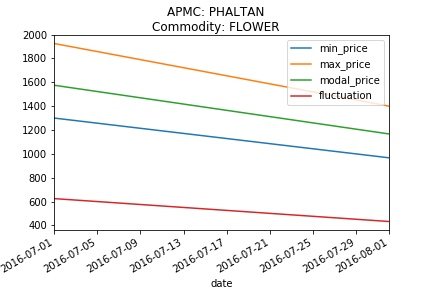 APMC: PHALTAN
Commodity: FLOWER
2000
1800
1600
1400
1200
1000
800
600
400
min_price
max_price
modal_price
fluctuation
2016-07-01
2016-07-05
2016-07-09
2016-07-13
2016-07-17
2016-07-21
2016-07-25
2016-07-29
2016-08-01
date